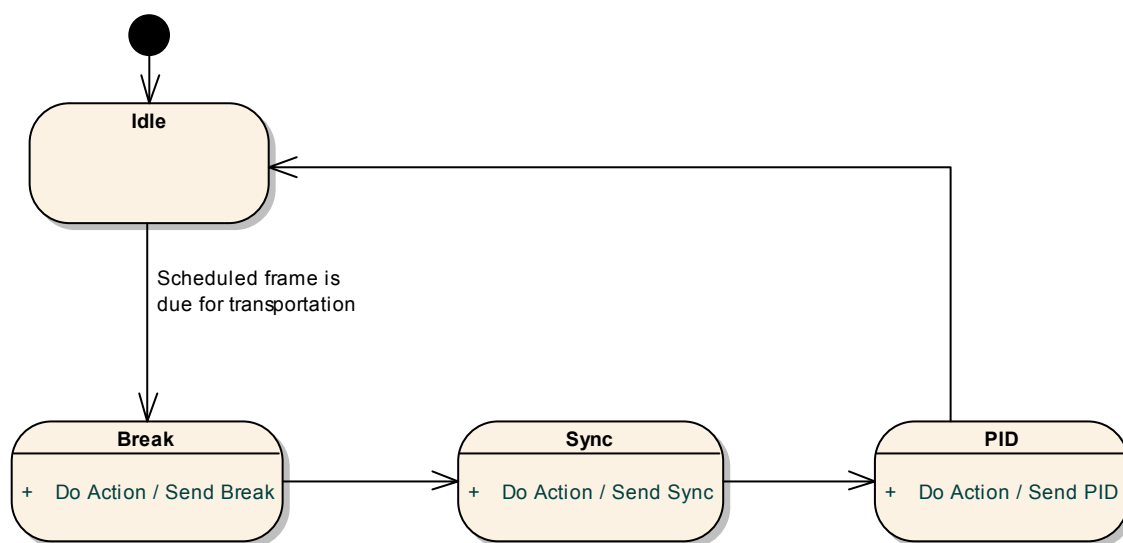 Idle
Scheduled frame is
due for transportation
Break
+ Do Action / Send Break
Sync
+ Do Action / Send Sync
PID
+ Do Action / Send PID